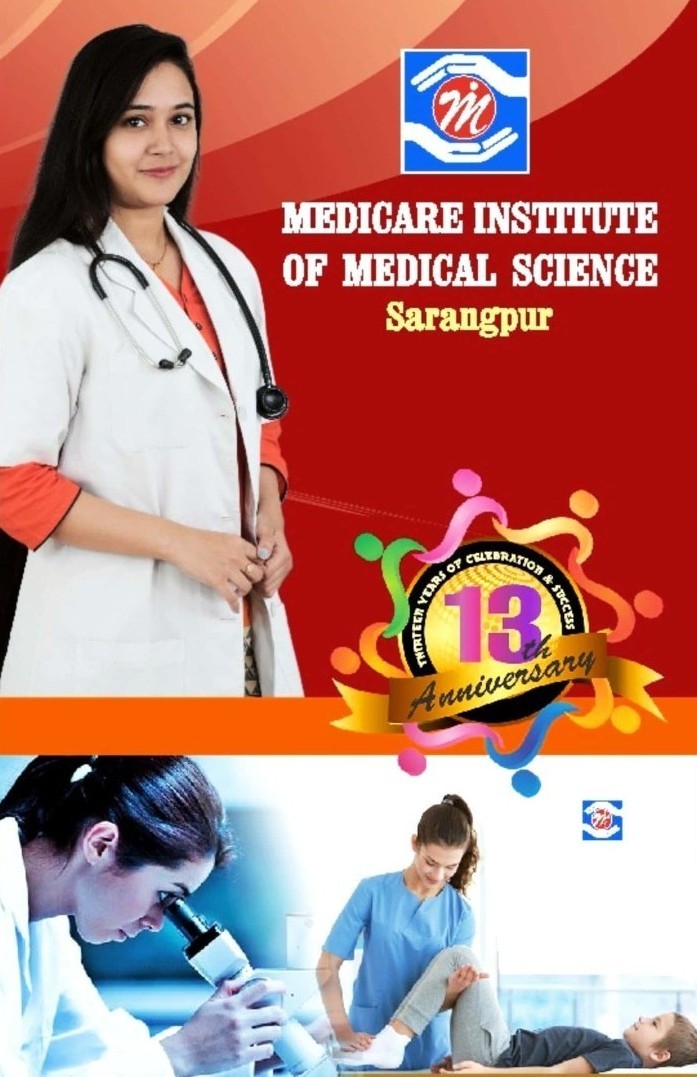 M
MEDICARE INSTITUTE
OF MEDICAL SCIENCE
Sarangpur
THIRTEEN YEARS OF CELEBRATION & SUCCESS
13th
Anniversary
M